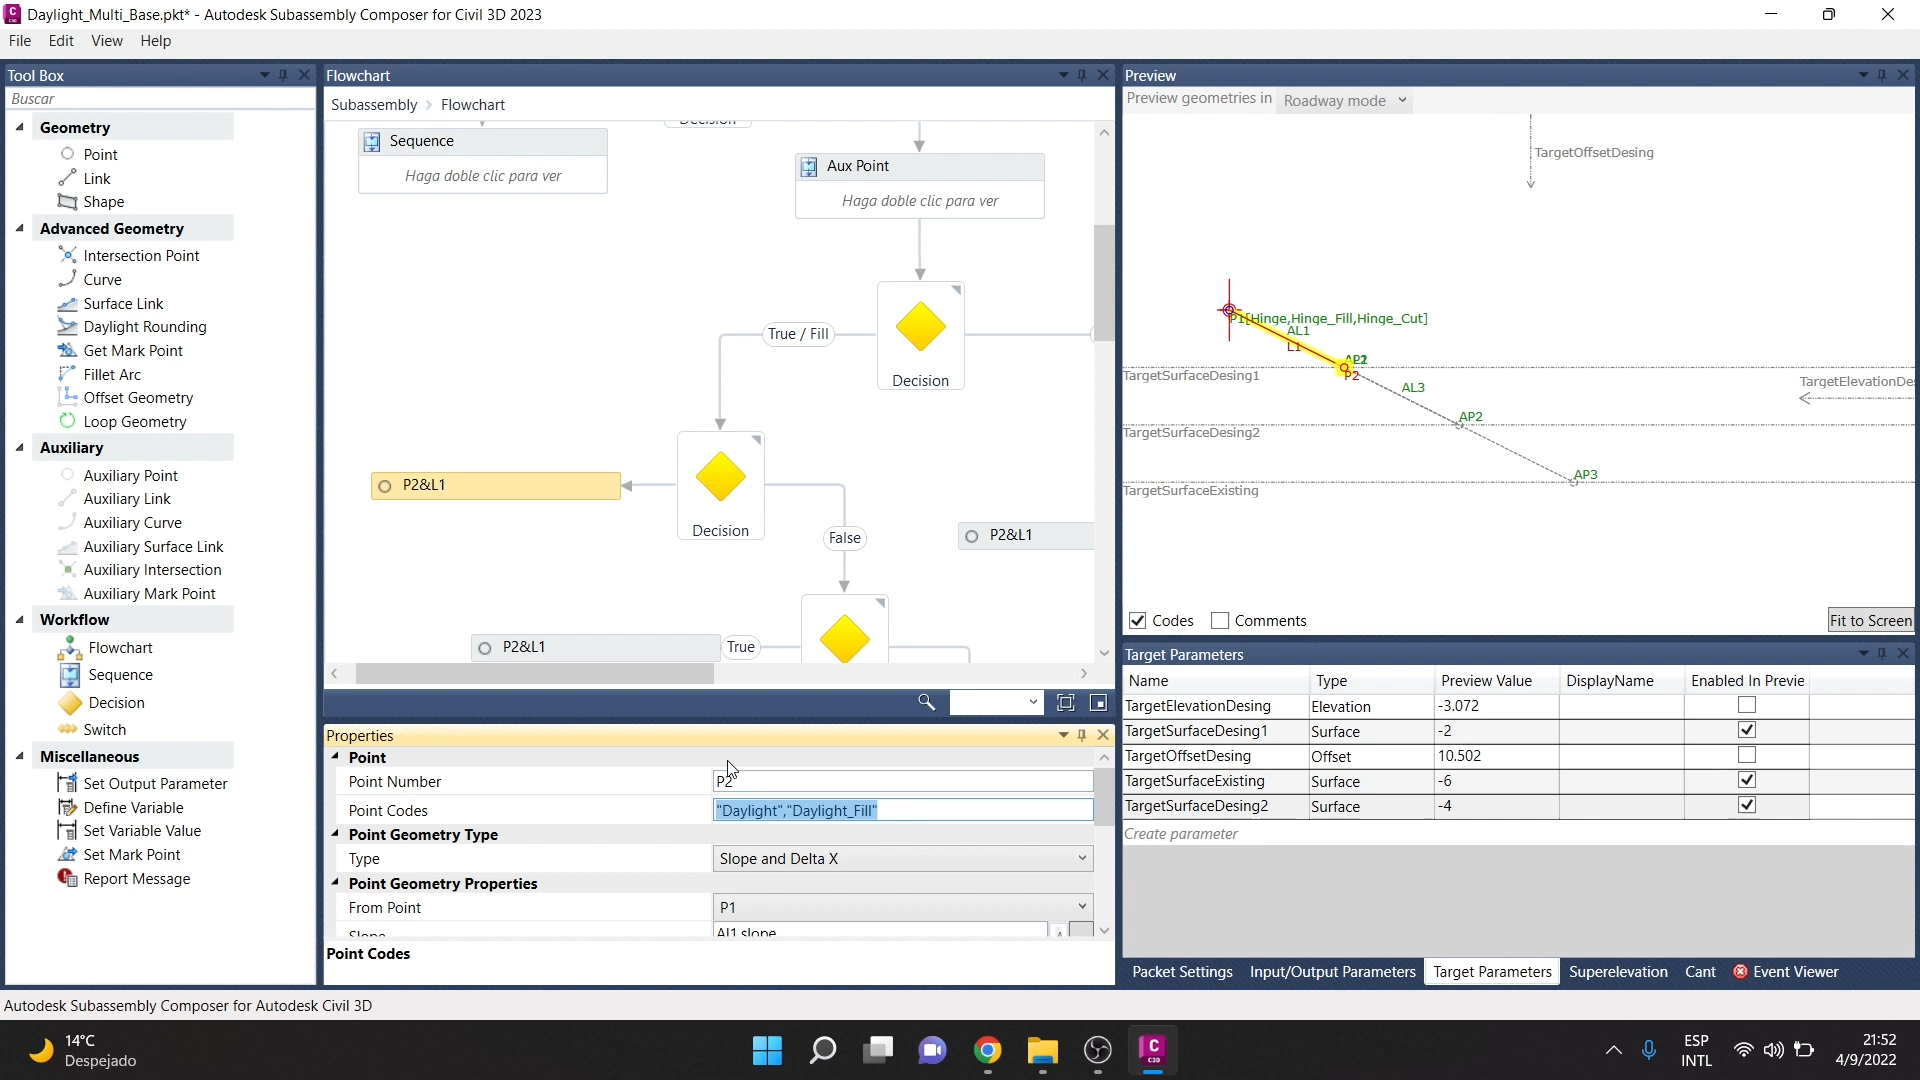 Daylight_Multi_Base.pkt* - Autodesk Subassembly Composer for Civil 3D 2023
File Edit View Help
Tool Box
Buscar
Geometry
Point
Link
Shape
Advanced Geometry
Intersection Point
Curve
Surface Link
Daylight Rounding
Get Mark Point
Fillet Arc
Offset Geometry
Loop Geometry
Auxiliary
Auxiliary Point
Auxiliary Link
Auxiliary Curve
Auxiliary Surface Link
Auxiliary Intersection
Auxiliary Mark Point
Workflow
Flowchart
Sequence
Decision
Switch
Miscellaneous
Set Output Parameter
Define Variable
Set Variable Value
Set Mark Point
Report Message
Flowchart
Subassembly > Flowchart
Decision
Sequence
Haga doble clic para ver
Aux Point
Haga doble clic para ver
True / Fill
Decision
P2&L1
Decision
False
P2&L1
P2&L1
True
Properties
Point
Point Number P2
Point Codes "Daylight","Daylight_Fill"
Point Geometry Type
Type Slope and Delta X
Point Geometry Properties
From Point P1
Slope Al1.slope
Point Codes
Preview
Preview geometries in Roadway mode
TargetOffsetDesing
P1[Hinge,Hinge_Fill,Hinge_Cut]
AL1
L1
P2
TargetSurfaceDesing1
TargetElevationDes
AL3
AP2
TargetSurfaceDesing2
AP3
TargetSurfaceExisting
Codes Comments Fit to Screen
Target Parameters
Name Type Preview Value DisplayName Enabled In Previe
TargetElevationDesing Elevation -3.072
TargetSurfaceDesing1 Surface -2
TargetOffsetDesing Offset 10.502
TargetSurfaceExisting Surface -6
TargetSurfaceDesing2 Surface -4
Create parameter
Packet Settings Input/Output Parameters Target Parameters Superelevation Cant Event Viewer
Autodesk Subassembly Composer for Autodesk Civil 3D
14°C
Despejado
C
C3D
ESP
INTL
21:52
4/9/2022